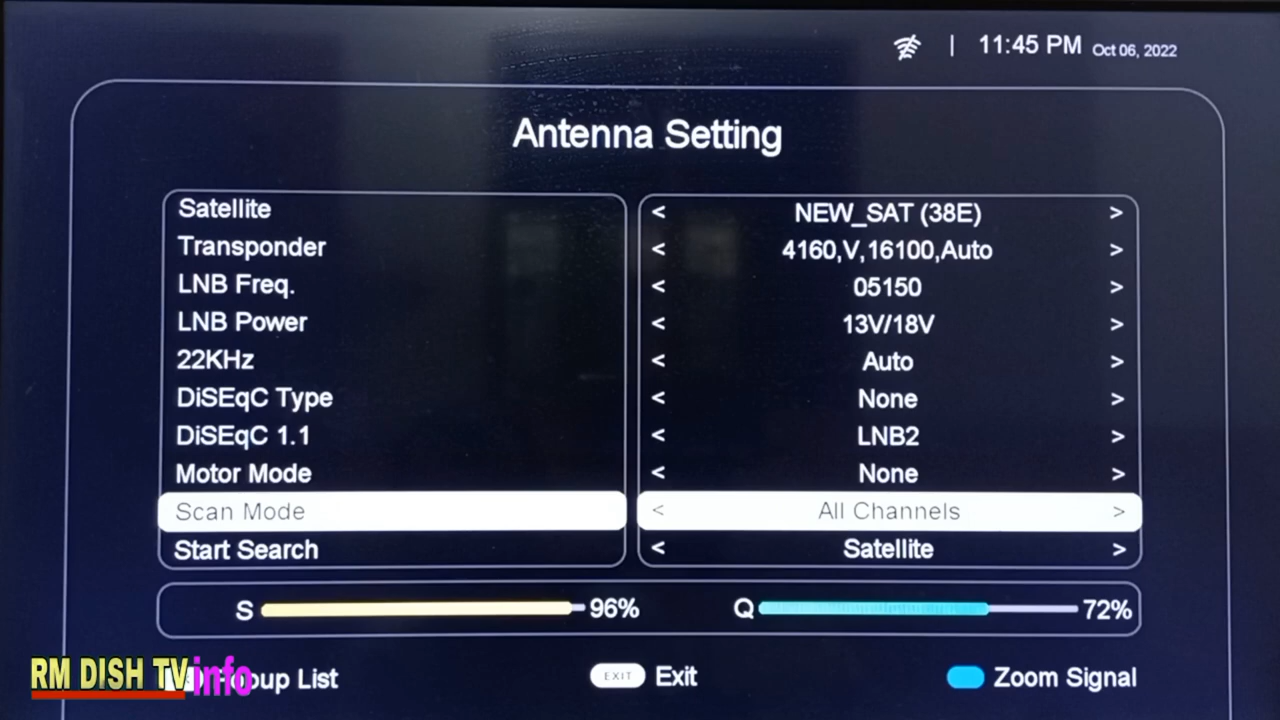 11:45 PM Oct 06, 2022
Antenna Setting
Satellite < NEW_SAT (38E) >
Transponder < 4160,V,16100,Auto >
LNB Freq. < 05150 >
LNB Power < 13V/18V >
22KHz < Auto >
DiSEqC Type < None >
DiSEqC 1.1 < LNB2 >
Motor Mode < None >
Scan Mode < All Channels >
Start Search < Satellite >
S 96% Q 72%
RM DISH TV info
List EXIT Exit Zoom Signal